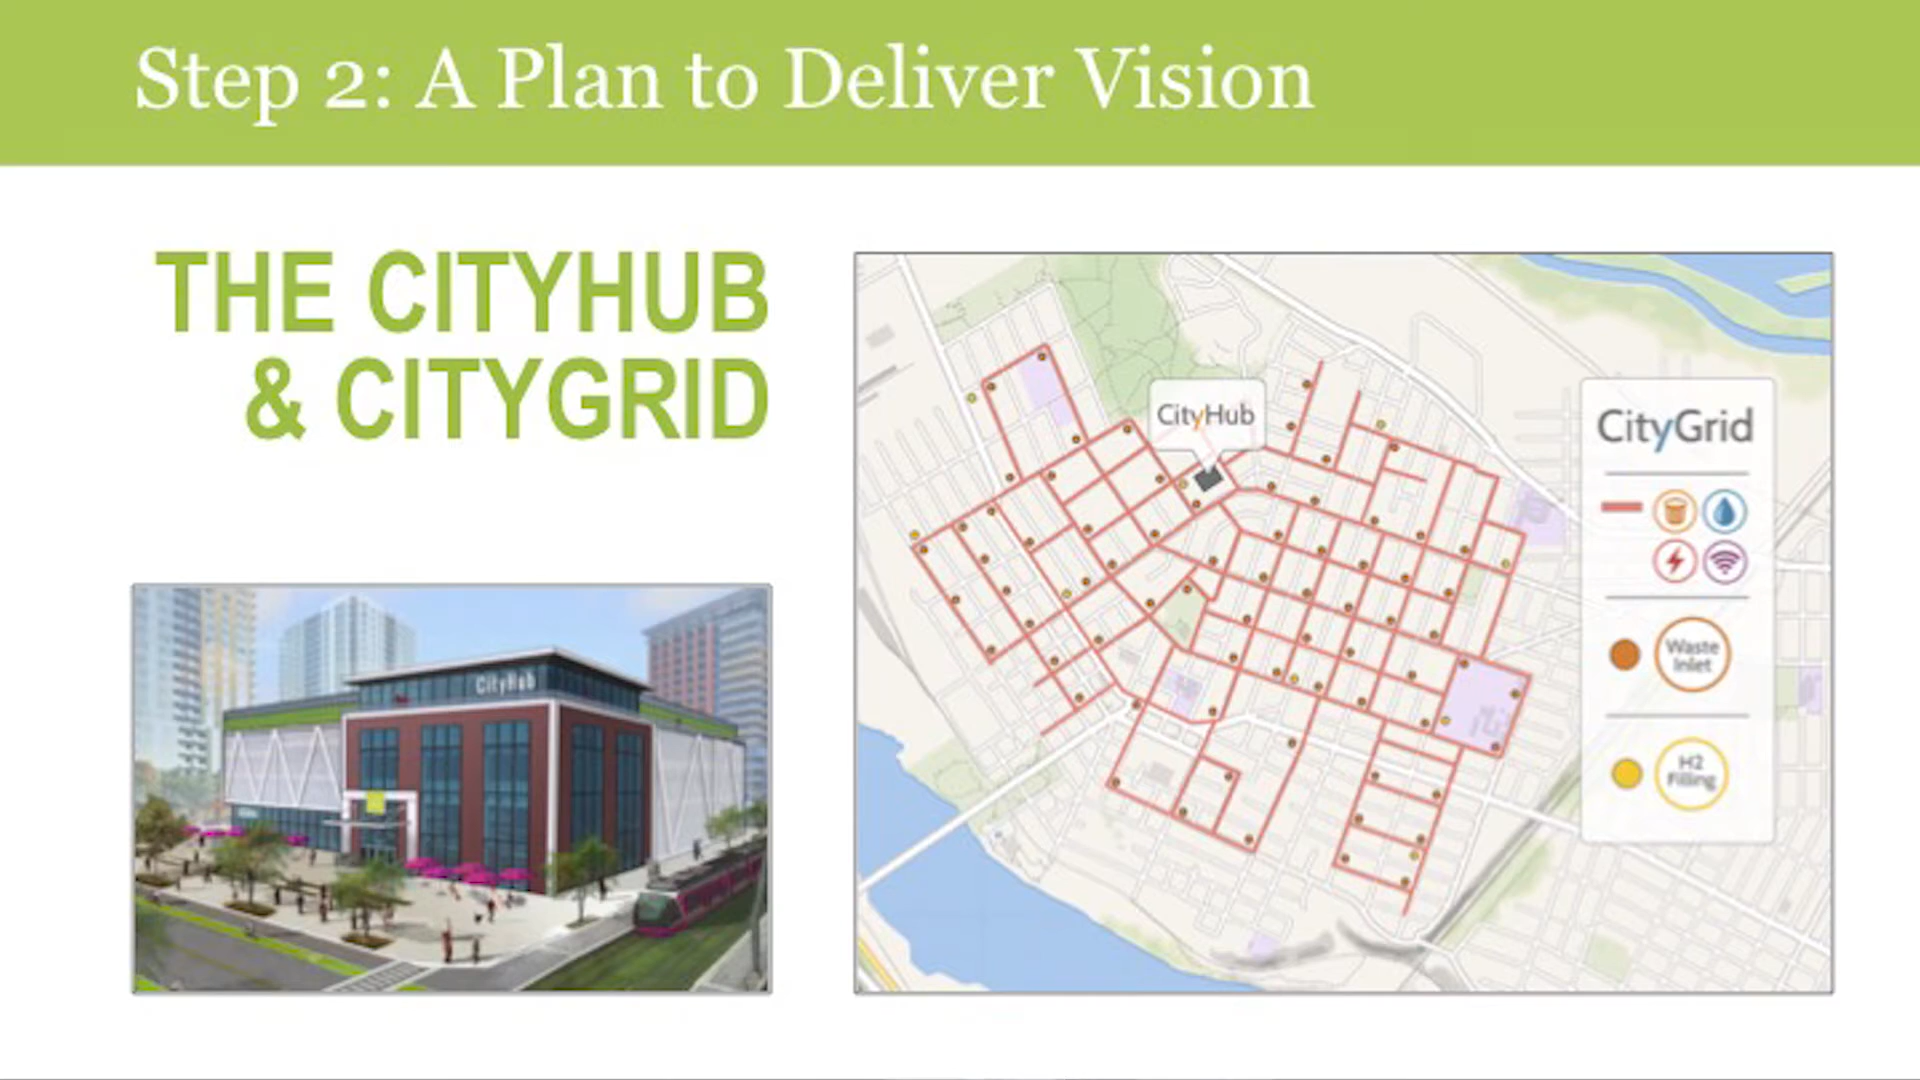 Step 2: A Plan to Deliver Vision
THE CITYHUB
& CITYGRID
CityHub
CityHub
CityGrid
Waste
Inlet
H2
Filling